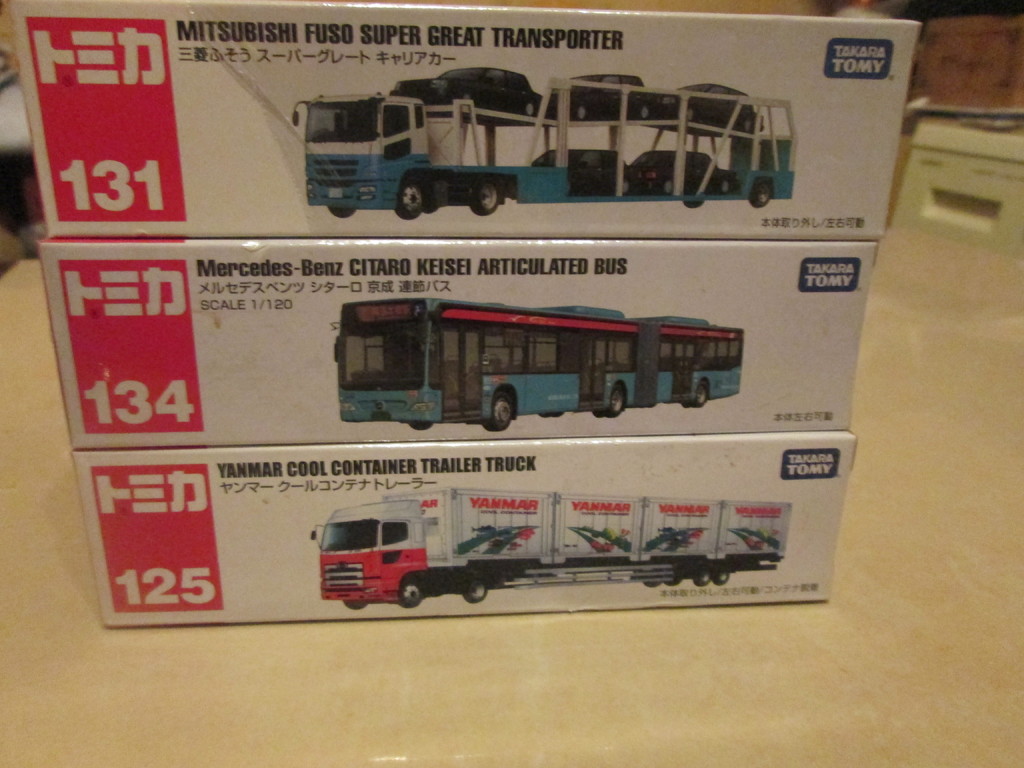 トミカ
131
MITSUBISHI FUSO SUPER GREAT TRANSPORTER
三菱ふそう スーパーグレート キャリアカー
TAKARA
TOMY
本体取り外し/左右可動
トミカ
134
Mercedes-Benz CITARO KEISEI ARTICULATED BUS
メルセデスベンツ シターロ 京成 連節バス
SCALE 1/120
TAKARA
TOMY
本体左右可動
トミカ
125
YANMAR COOL CONTAINER TRAILER TRUCK
ヤンマー クールコンテナトレーラー
TAKARA
TOMY
YANMAR
YANMAR
YANMAR
YANMAR
本体取り外し/左右可動/コンテナ